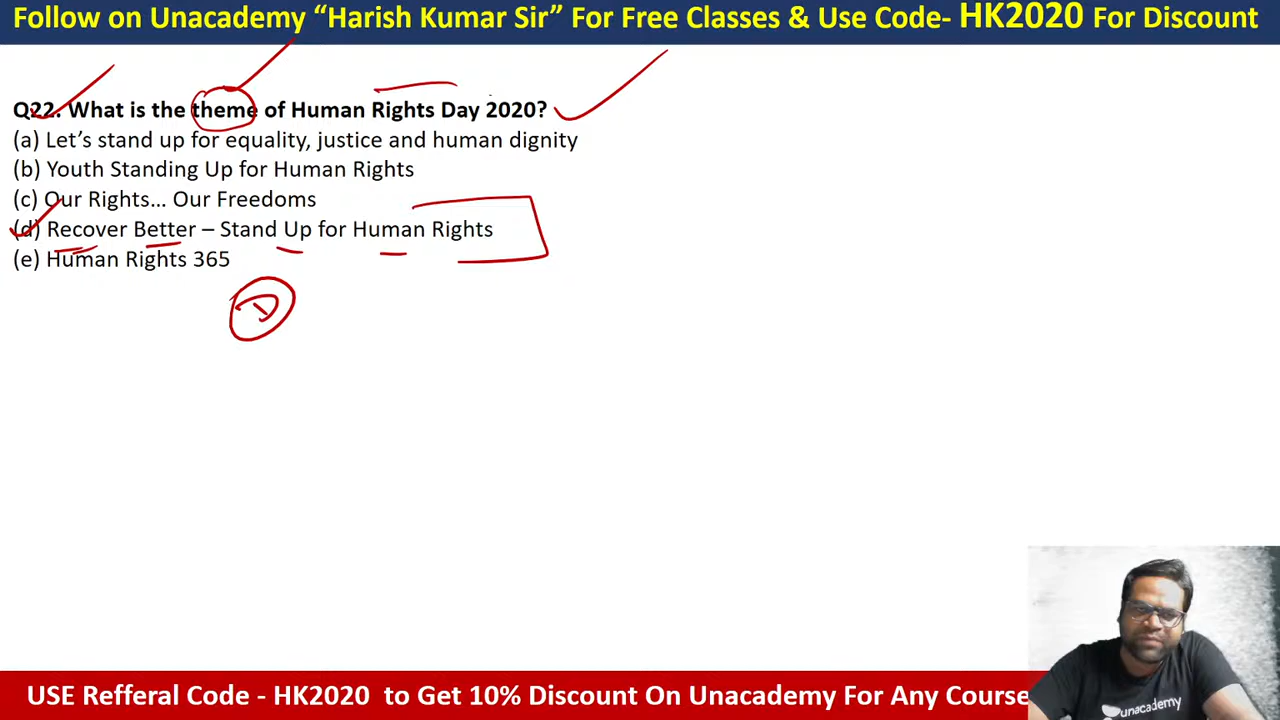 Follow on Unacademy “Harish Kumar Sir” For Free Classes & Use Code- HK2020 For Discount
Q22. What is the theme of Human Rights Day 2020?
(a) Let’s stand up for equality, justice and human dignity
(b) Youth Standing Up for Human Rights
(c) Our Rights… Our Freedoms
(d) Recover Better – Stand Up for Human Rights
(e) Human Rights 365
D
USE Refferal Code - HK2020 to Get 10% Discount On Unacademy For Any Course
unacademy